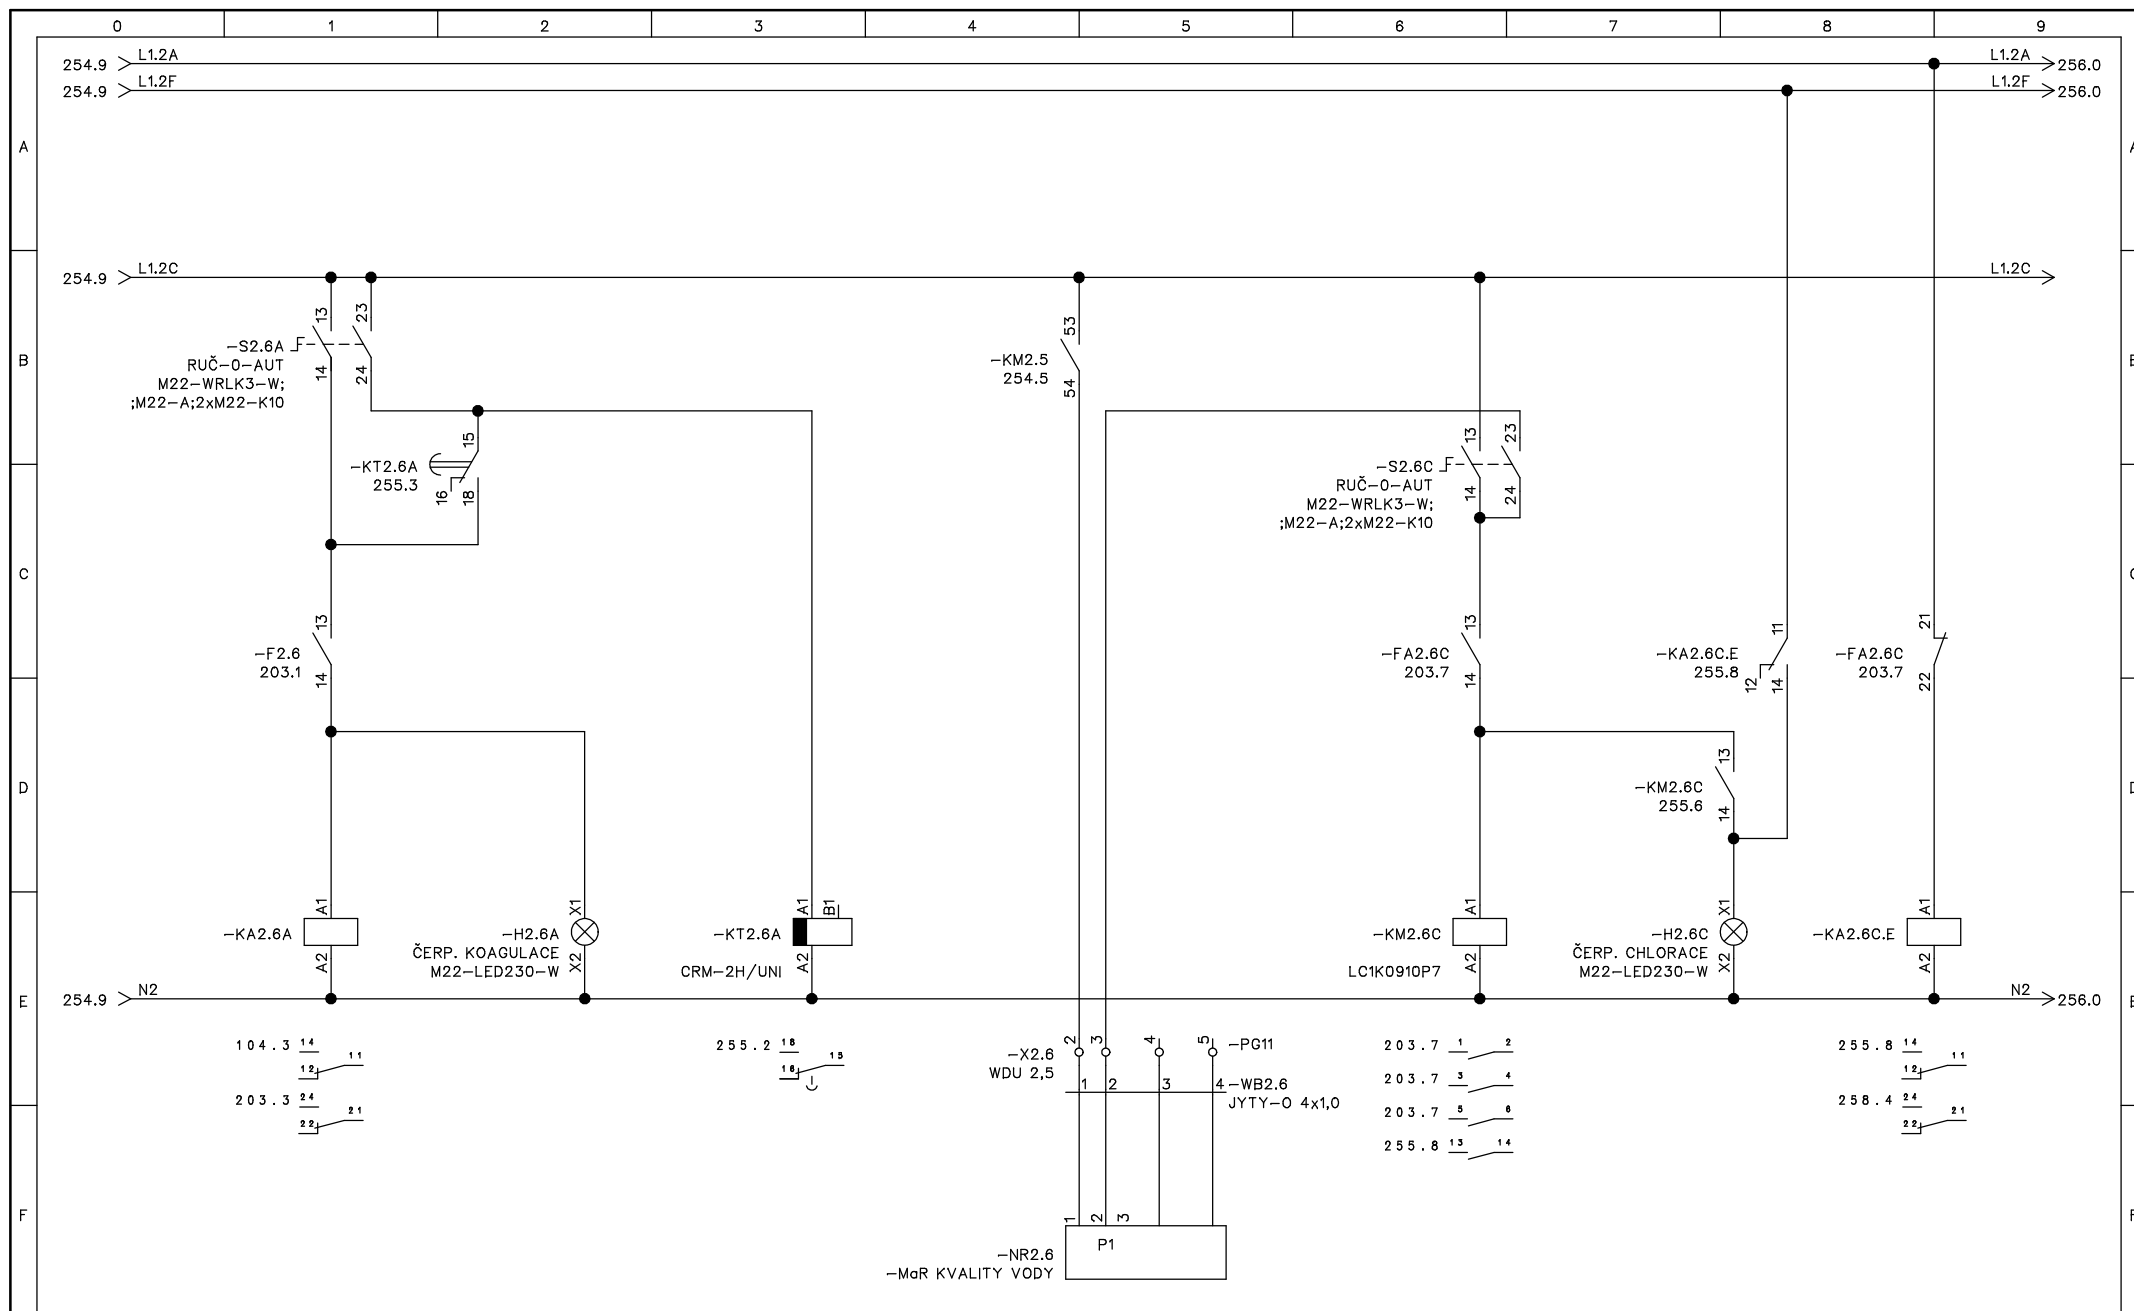 0 1 2 3 4 5 6 7 8 9
254.9 L1.2A L1.2A 256.0
254.9 L1.2F L1.2F 256.0
A A
254.9 L1.2C L1.2C
13 23
-S2.6A
RUČ-0-AUT
M22-WRLK3-W;
;M22-A;2xM22-K10
14 24
B B
53
-KM2.5
254.5
54
15
-KT2.6A
255.3
16 18
13 23
-S2.6C
RUČ-0-AUT
M22-WRLK3-W;
;M22-A;2xM22-K10
14 24
C C
13
-F2.6
203.1
14
13
-FA2.6C
203.7
14
11
-KA2.6C.E
255.8
12 14
21
-FA2.6C
203.7
22
D D
13
-KM2.6C
255.6
14
A1
-KA2.6A
A2
X1
-H2.6A
ČERP. KOAGULACE
M22-LED230-W
X2
A1 B1
-KT2.6A
CRM-2H/UNI
A2
A1
-KM2.6C
LC1K0910P7
A2
X1
-H2.6C
ČERP. CHLORACE
M22-LED230-W
X2
A1
-KA2.6C.E
A2
E E
254.9 N2 N2 256.0
104.3 14
12 11
203.3 24
22 21
255.2 18
16 15
2 3 4 5 -PG11
-X2.6
WDU 2,5
1 2 3 4 -WB2.6
JYTY-O 4x1,0
203.7 1 2
203.7 3 4
203.7 5 6
255.8 13 14
255.8 14
12 11
258.4 24
22 21
F F
1 2 3
P1
-NR2.6
-MaR KVALITY VODY